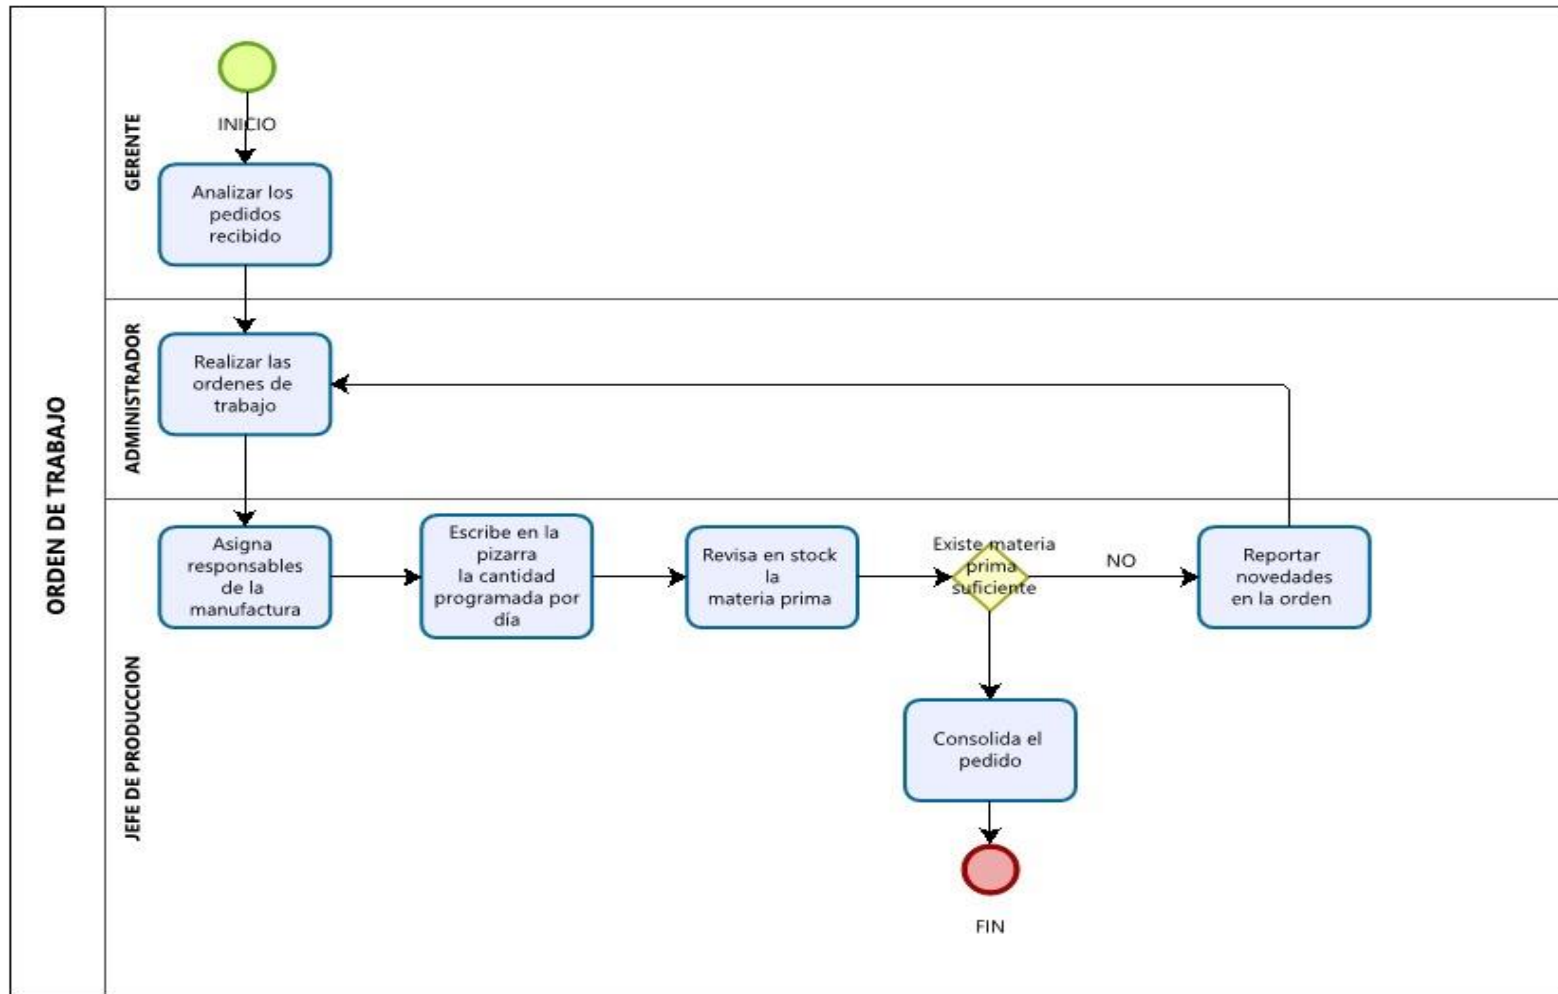 ORDEN DE TRABAJO
GERENTE
INICIO
Analizar los
pedidos
recibido
ADMINISTRADOR
Realizar las
ordenes de
trabajo
JEFE DE PRODUCCION
Asigna
responsables
de la
manufactura
Escribe en la
pizarra
la cantidad
programada por
día
Revisa en stock
la
materia prima
Existe materia
prima
suficiente
NO
Reportar
novedades
en la orden
Consolida el
pedido
FIN